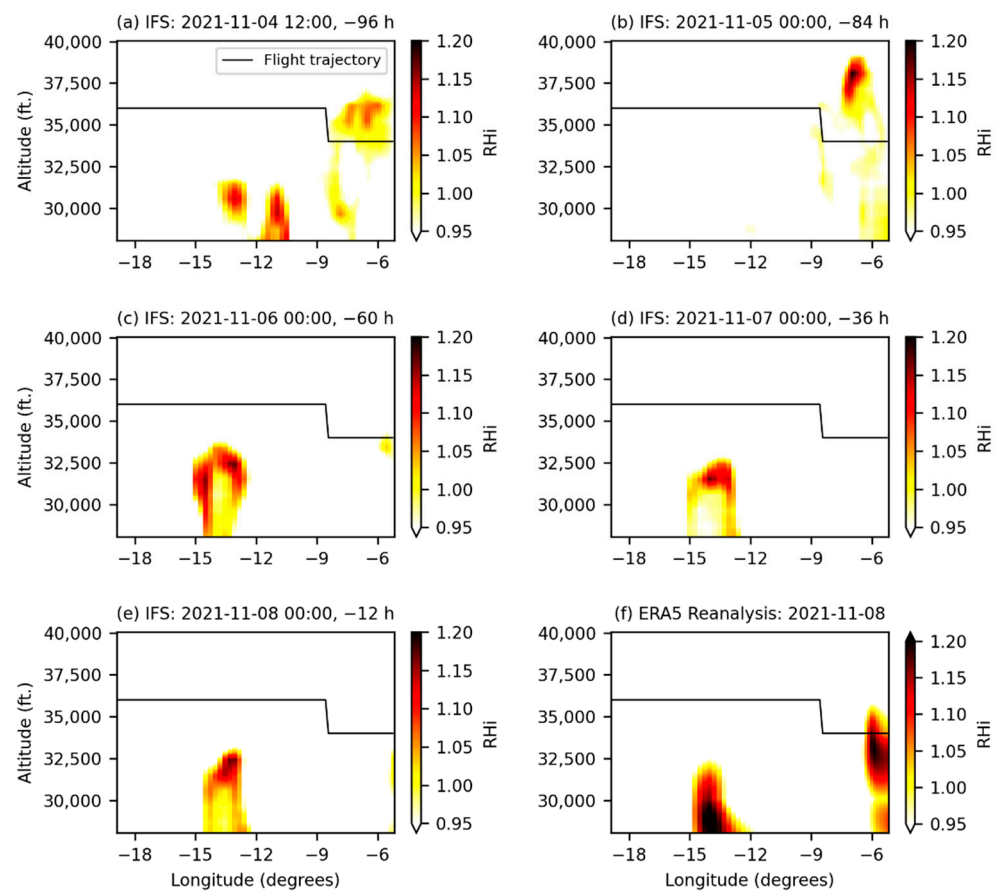 (a) IFS: 2021-11-04 12:00, −96 h
(b) IFS: 2021-11-05 00:00, −84 h
40,000
37,500
35,000
32,500
30,000
Altitude (ft.)
Flight trajectory
−18 −15 −12 −9 −6
1.20
1.15
1.10
1.05
1.00
0.95
RHi
40,000
37,500
35,000
32,500
30,000
−18 −15 −12 −9 −6
1.20
1.15
1.10
1.05
1.00
0.95
RHi
(c) IFS: 2021-11-06 00:00, −60 h
(d) IFS: 2021-11-07 00:00, −36 h
40,000
37,500
35,000
32,500
30,000
Altitude (ft.)
−18 −15 −12 −9 −6
1.20
1.15
1.10
1.05
1.00
0.95
RHi
40,000
37,500
35,000
32,500
30,000
−18 −15 −12 −9 −6
1.20
1.15
1.10
1.05
1.00
0.95
RHi
(e) IFS: 2021-11-08 00:00, −12 h
(f) ERA5 Reanalysis: 2021-11-08
40,000
37,500
35,000
32,500
30,000
Altitude (ft.)
−18 −15 −12 −9 −6
Longitude (degrees)
1.20
1.15
1.10
1.05
1.00
0.95
RHi
40,000
37,500
35,000
32,500
30,000
−18 −15 −12 −9 −6
Longitude (degrees)
1.20
1.15
1.10
1.05
1.00
0.95
RHi